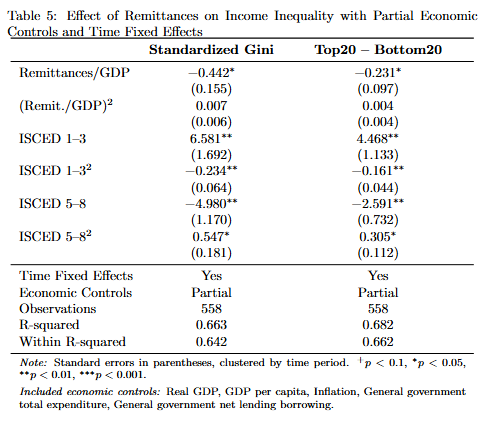 Table 5: Effect of Remittances on Income Inequality with Partial Economic
Controls and Time Fixed Effects
Standardized Gini Top20 – Bottom20
Remittances/GDP −0.442* −0.231*
(0.155) (0.097)
(Remit./GDP)² 0.007 0.004
(0.006) (0.004)
ISCED 1–3 6.581** 4.468**
(1.692) (1.133)
ISCED 1–3² −0.234** −0.161**
(0.064) (0.044)
ISCED 5–8 −4.980** −2.591**
(1.170) (0.732)
ISCED 5–8² 0.547* 0.305*
(0.181) (0.112)
Time Fixed Effects Yes Yes
Economic Controls Partial Partial
Observations 558 558
R-squared 0.663 0.682
Within R-squared 0.642 0.662
Note: Standard errors in parentheses, clustered by time period. ⁺p < 0.1, *p < 0.05,
**p < 0.01, ***p < 0.001.
Included economic controls: Real GDP, GDP per capita, Inflation, General government
total expenditure, General government net lending borrowing.